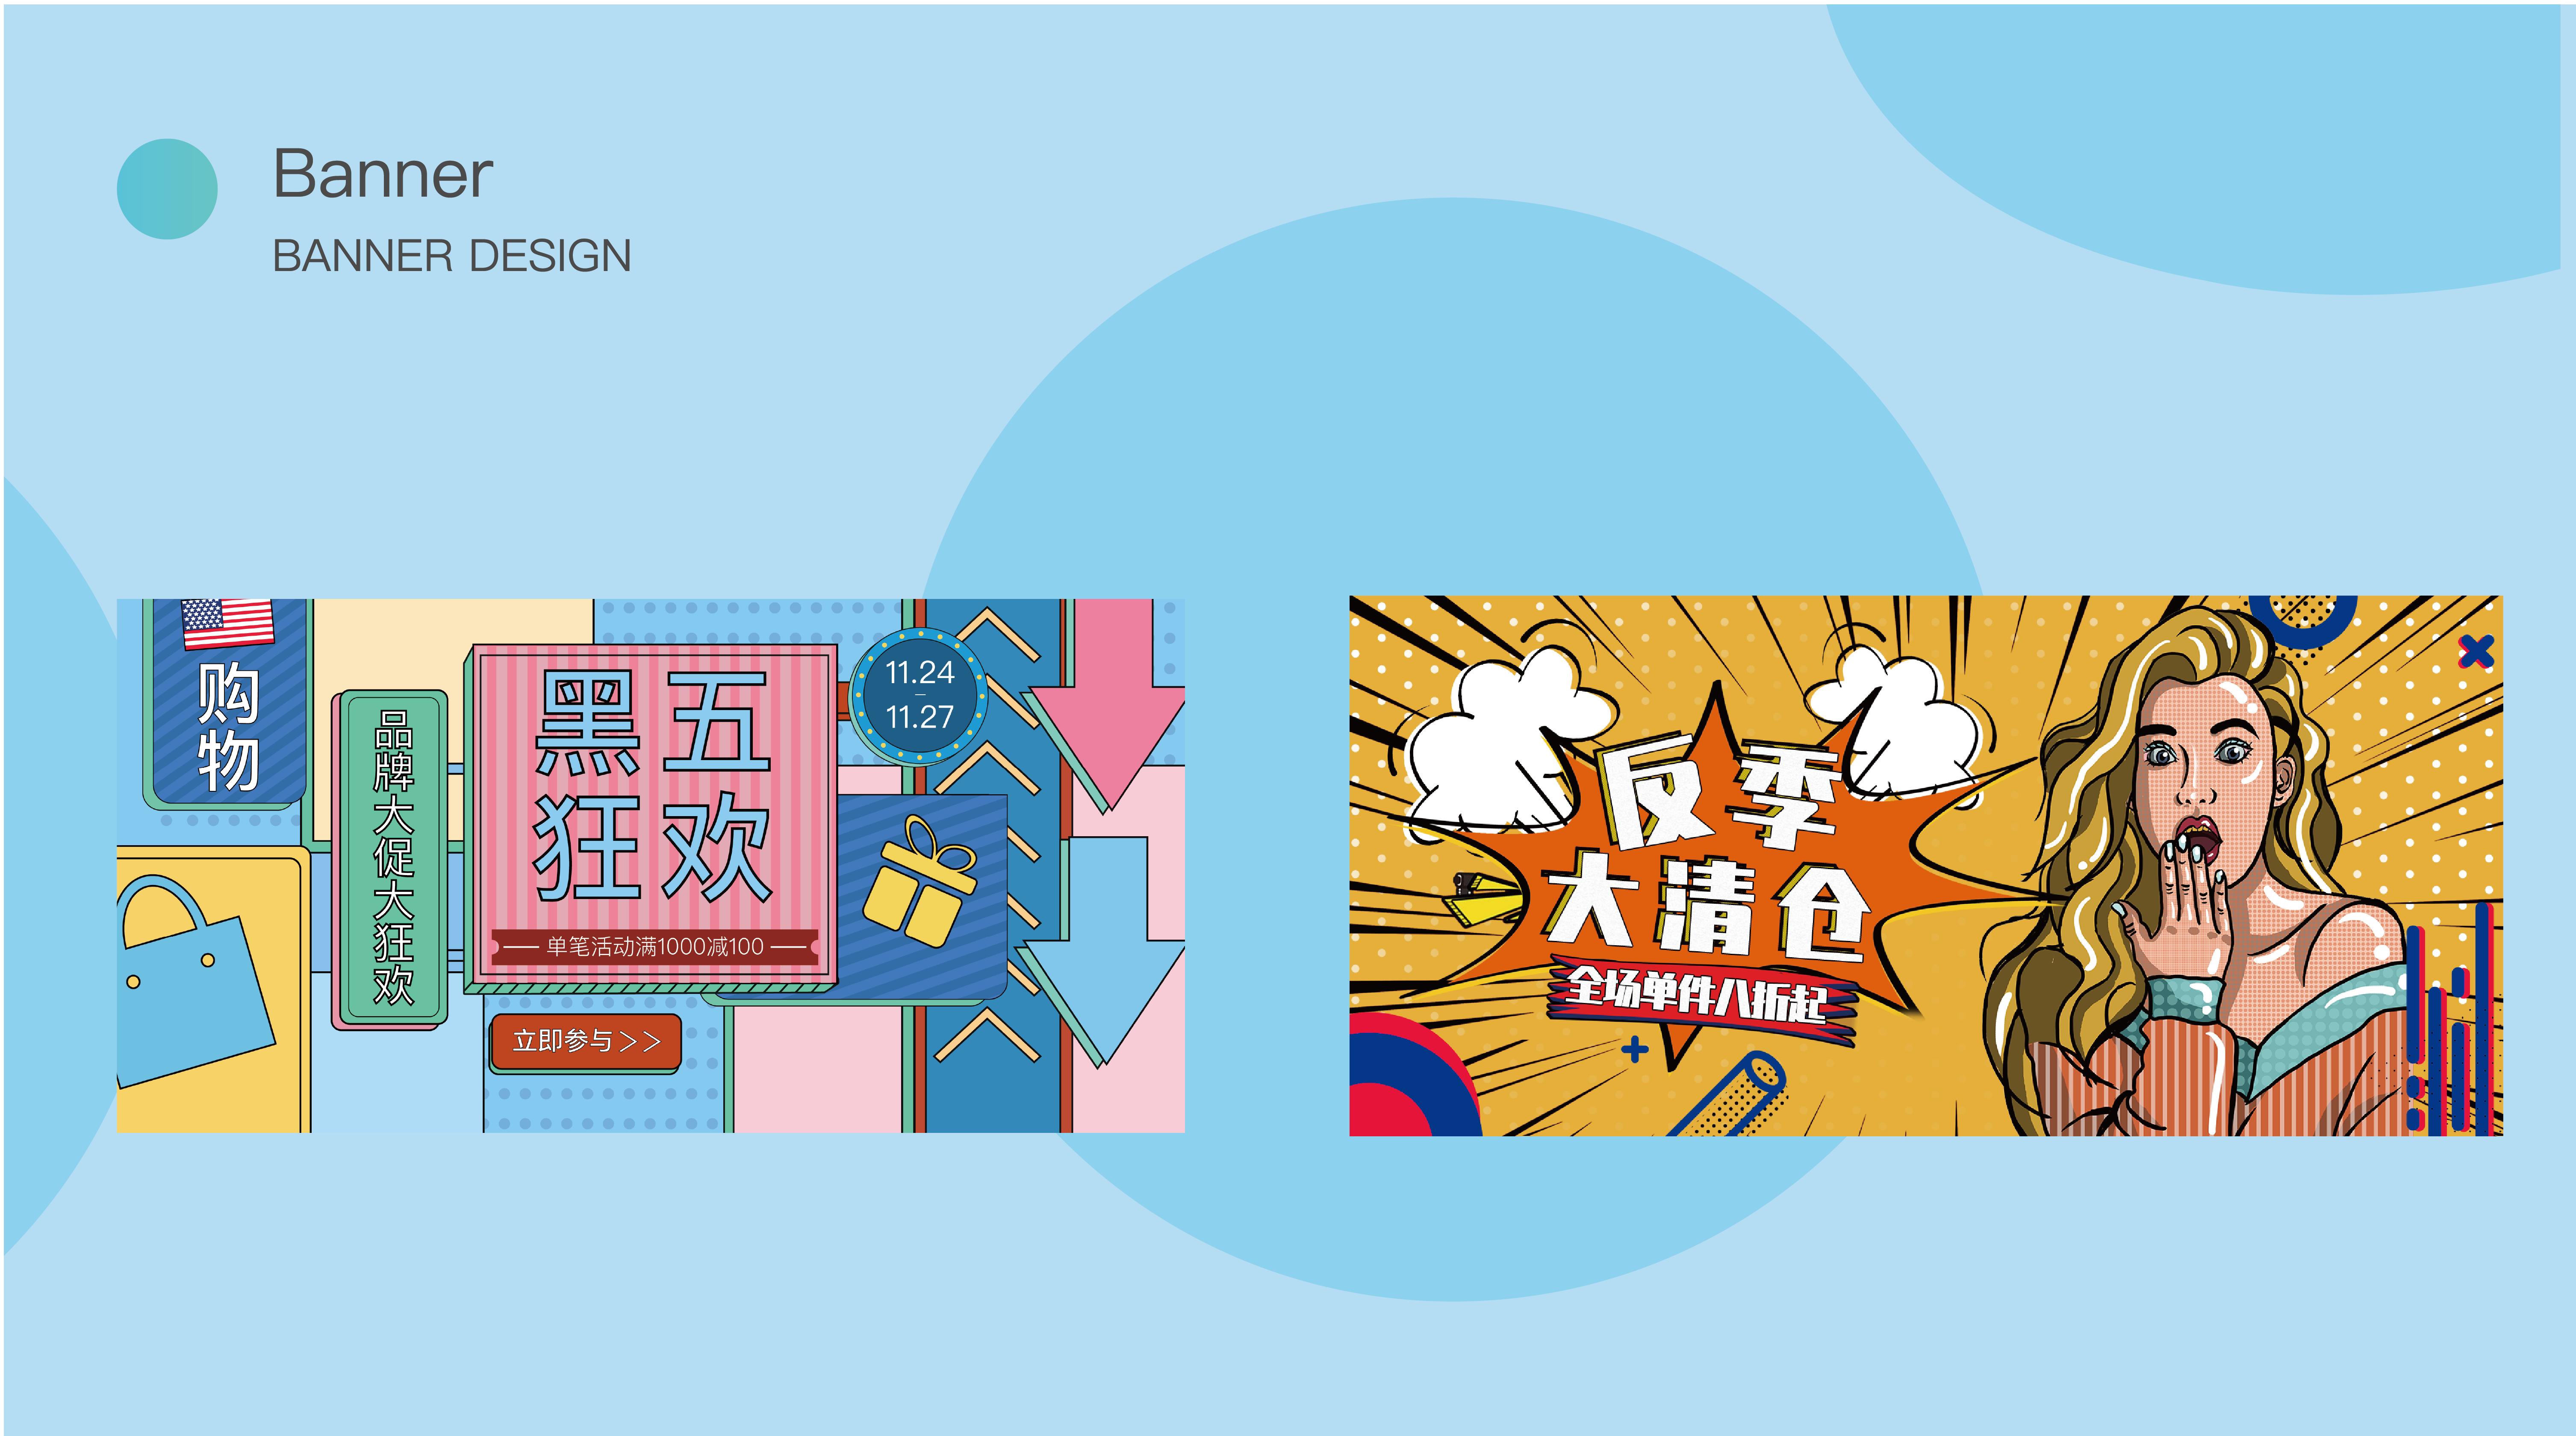 Banner
BANNER DESIGN
购物
品牌大促大狂欢
黑五
狂欢
单笔活动满1000减100
立即参与>>
11.24
–
11.27
反季
大清仓
全场单件八折起